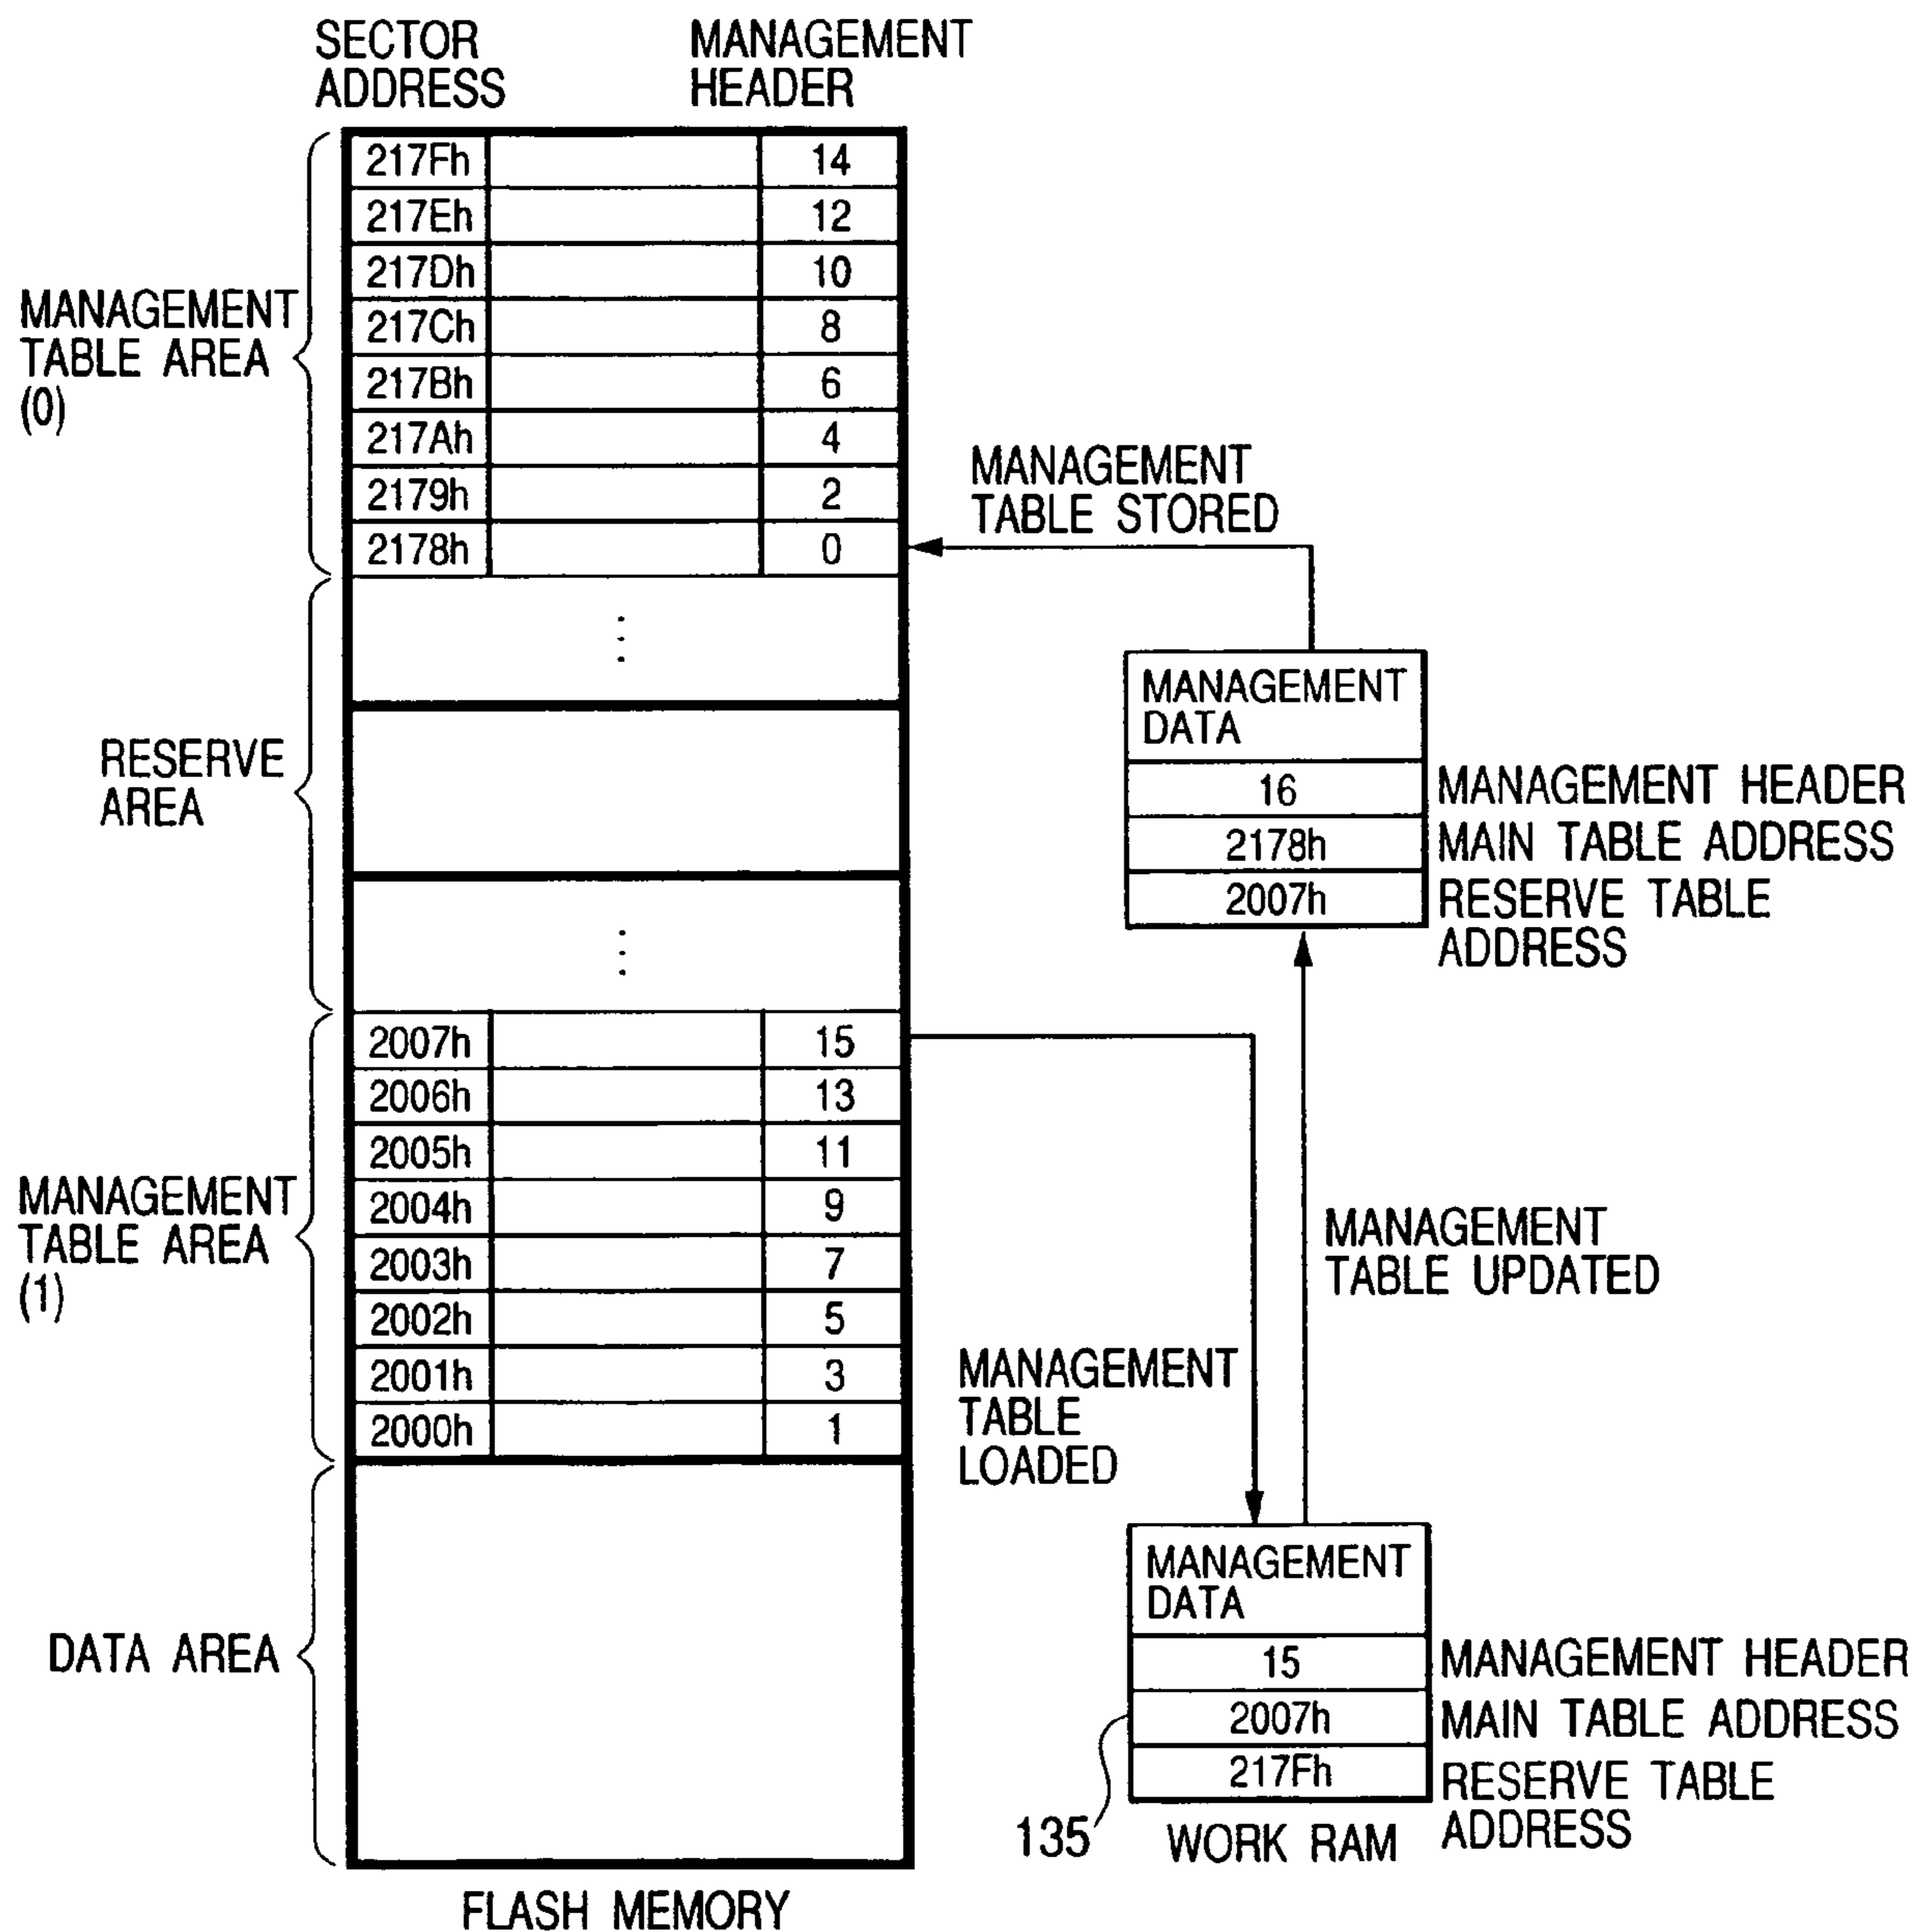 SECTOR
ADDRESS
MANAGEMENT
HEADER
217Fh 14
217Eh 12
217Dh 10
217Ch 8
217Bh 6
217Ah 4
2179h 2
2178h 0
MANAGEMENT
TABLE AREA
(0)
MANAGEMENT
TABLE STORED
RESERVE
AREA
MANAGEMENT
DATA
16 MANAGEMENT HEADER
2178h MAIN TABLE ADDRESS
2007h RESERVE TABLE
ADDRESS
2007h 15
2006h 13
2005h 11
2004h 9
2003h 7
2002h 5
2001h 3
2000h 1
MANAGEMENT
TABLE AREA
(1)
MANAGEMENT
TABLE UPDATED
MANAGEMENT
TABLE
LOADED
DATA AREA
MANAGEMENT
DATA
15 MANAGEMENT HEADER
2007h MAIN TABLE ADDRESS
217Fh RESERVE TABLE
ADDRESS
135
WORK RAM
FLASH MEMORY